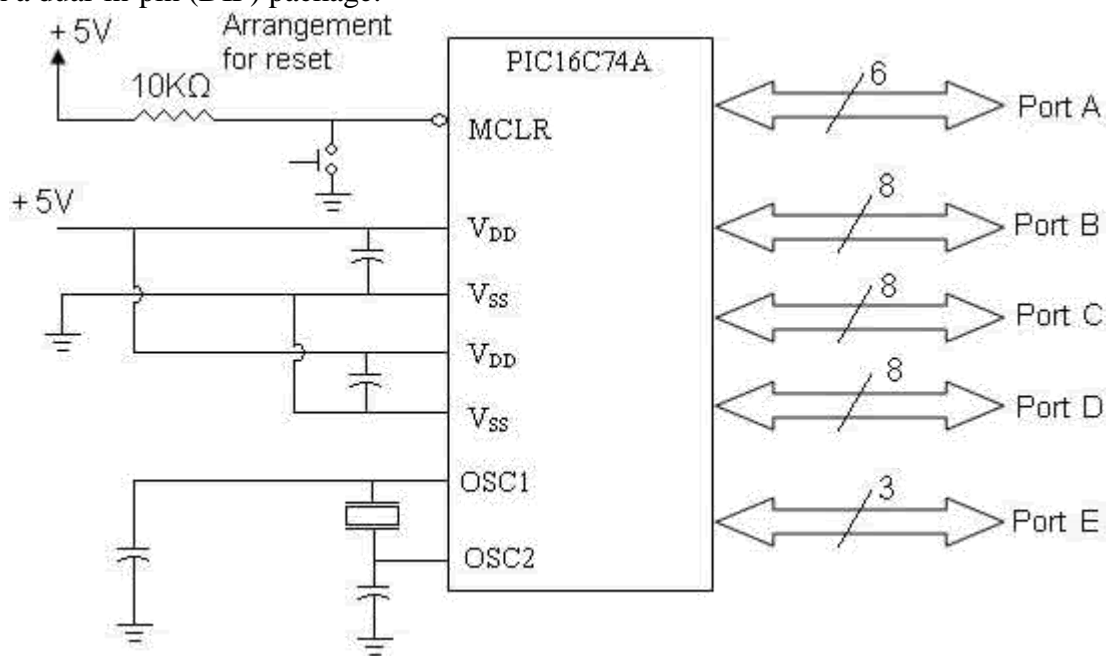 a dual in-pin (DIP) package.
+ 5V
Arrangement
for reset
10KΩ
PIC16C74A
MCLR
+ 5V
VDD
VSS
VDD
VSS
OSC1
OSC2
6
Port A
8
Port B
8
Port C
8
Port D
3
Port E